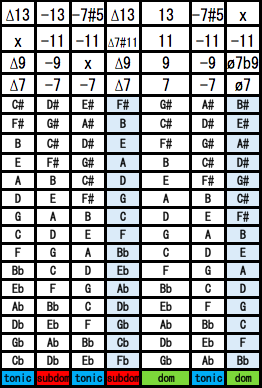 Δ13 -13 -7#5 Δ13 13 -7#5 x
x -11 -11 Δ7#11 11 -11 -11
Δ9 -9 x Δ9 9 -9 ø7b9
Δ7 -7 -7 Δ7 7 -7 ø7
C# D# E# F# G# A# B#
F# G# A# B C# D# E#
B C# D# E F# G# A#
E F# G# A B C# D#
A B C# D E F# G#
D E F# G A B C#
G A B C D E F#
C D E F G A B
F G A Bb C D E
Bb C D Eb F G A
Eb F G Ab Bb C D
Ab Bb C Db Eb F G
Db Eb F Gb Ab Bb C
Gb Ab Bb Cb Db Eb F
Cb Db Eb Fb Gb Ab Bb
tonic subdom tonic subdom dom tonic dom